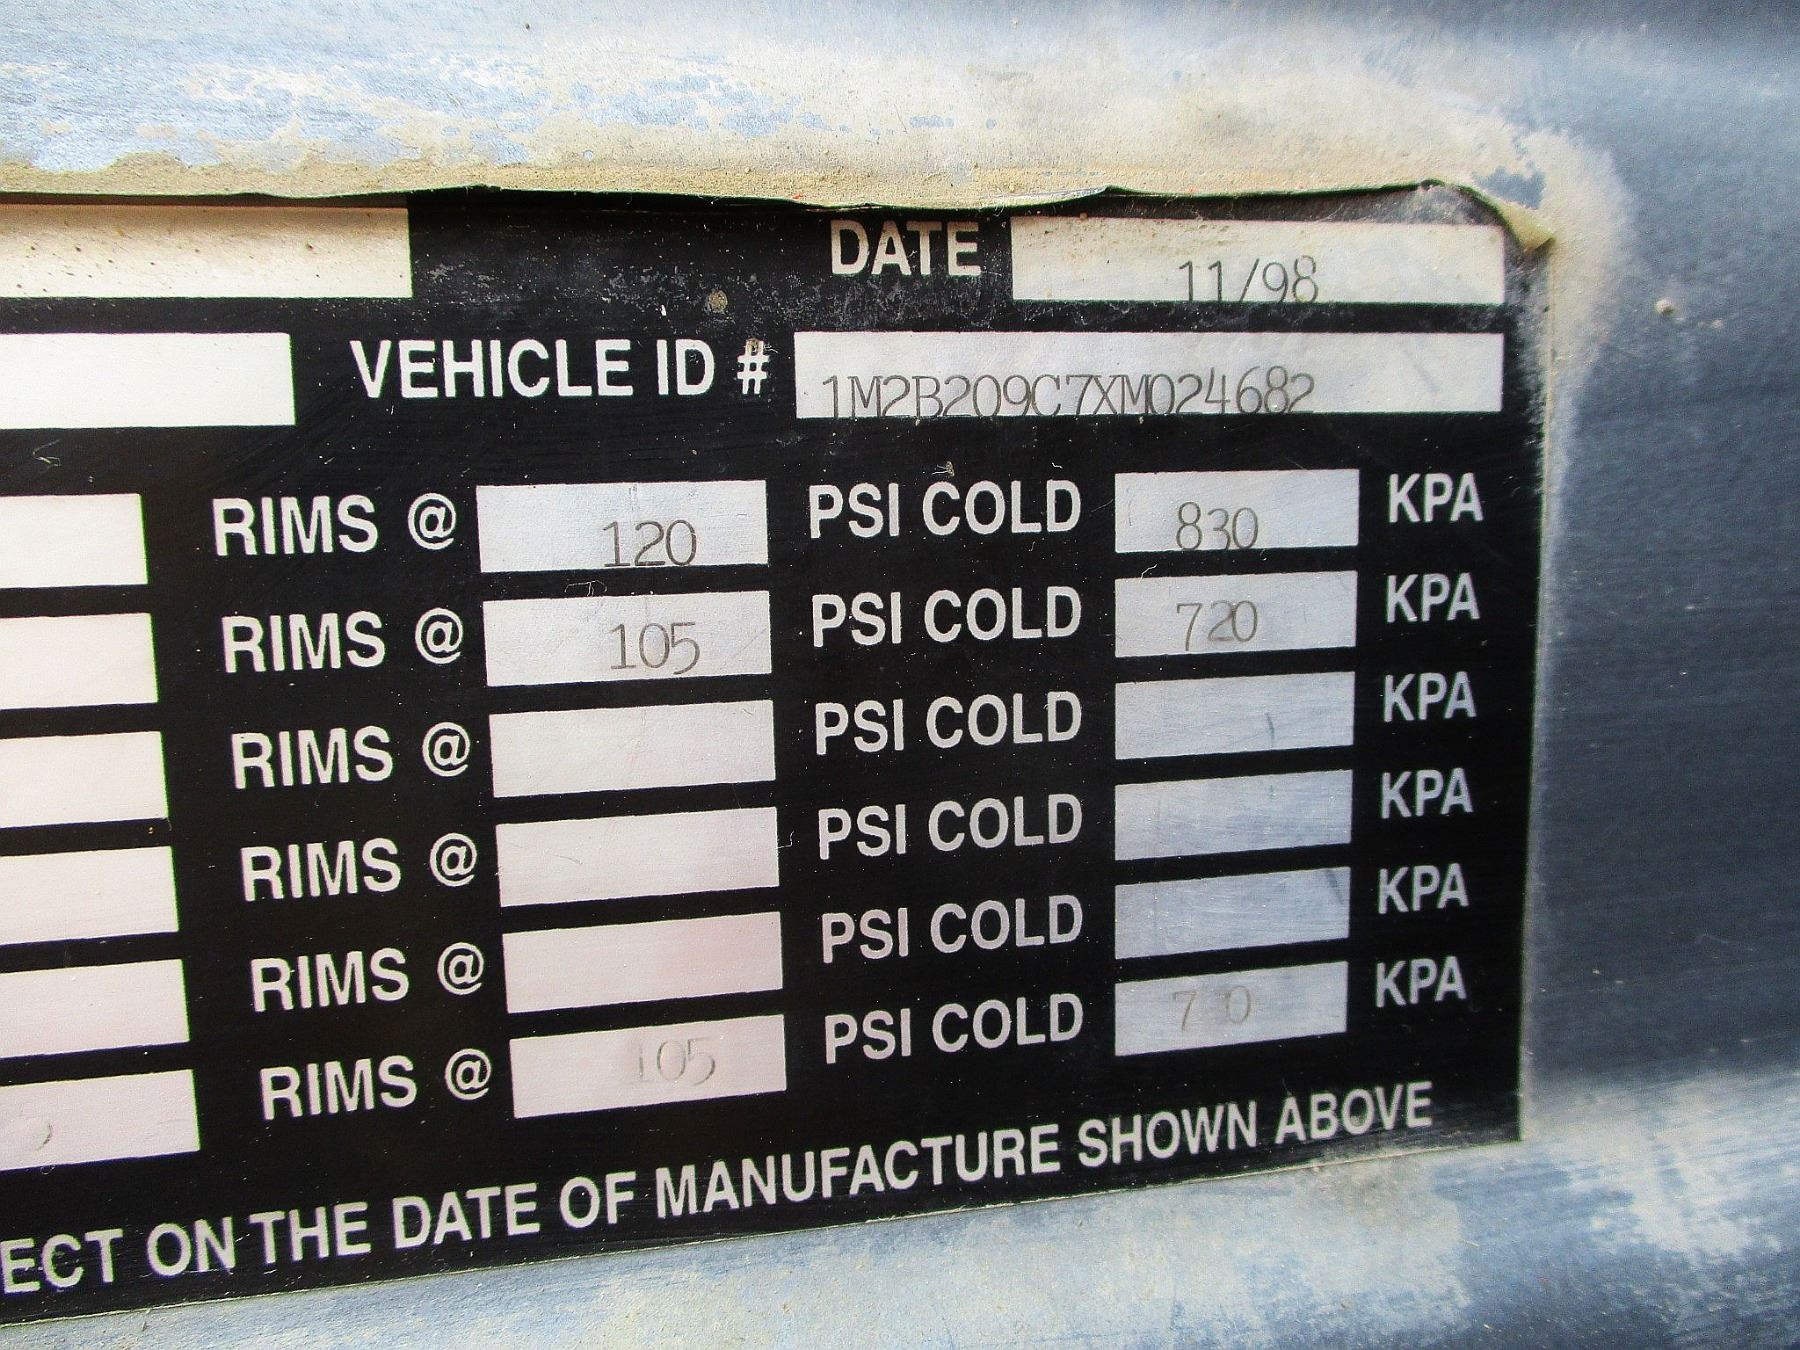 DATE 11/98
VEHICLE ID # 1M2B209C7XM024682
RIMS @ 120 PSI COLD 830 KPA
RIMS @ 105 PSI COLD 720 KPA
RIMS @ PSI COLD KPA
RIMS @ PSI COLD KPA
RIMS @ PSI COLD KPA
RIMS @ 105 PSI COLD KPA
ECT ON THE DATE OF MANUFACTURE SHOWN ABOVE